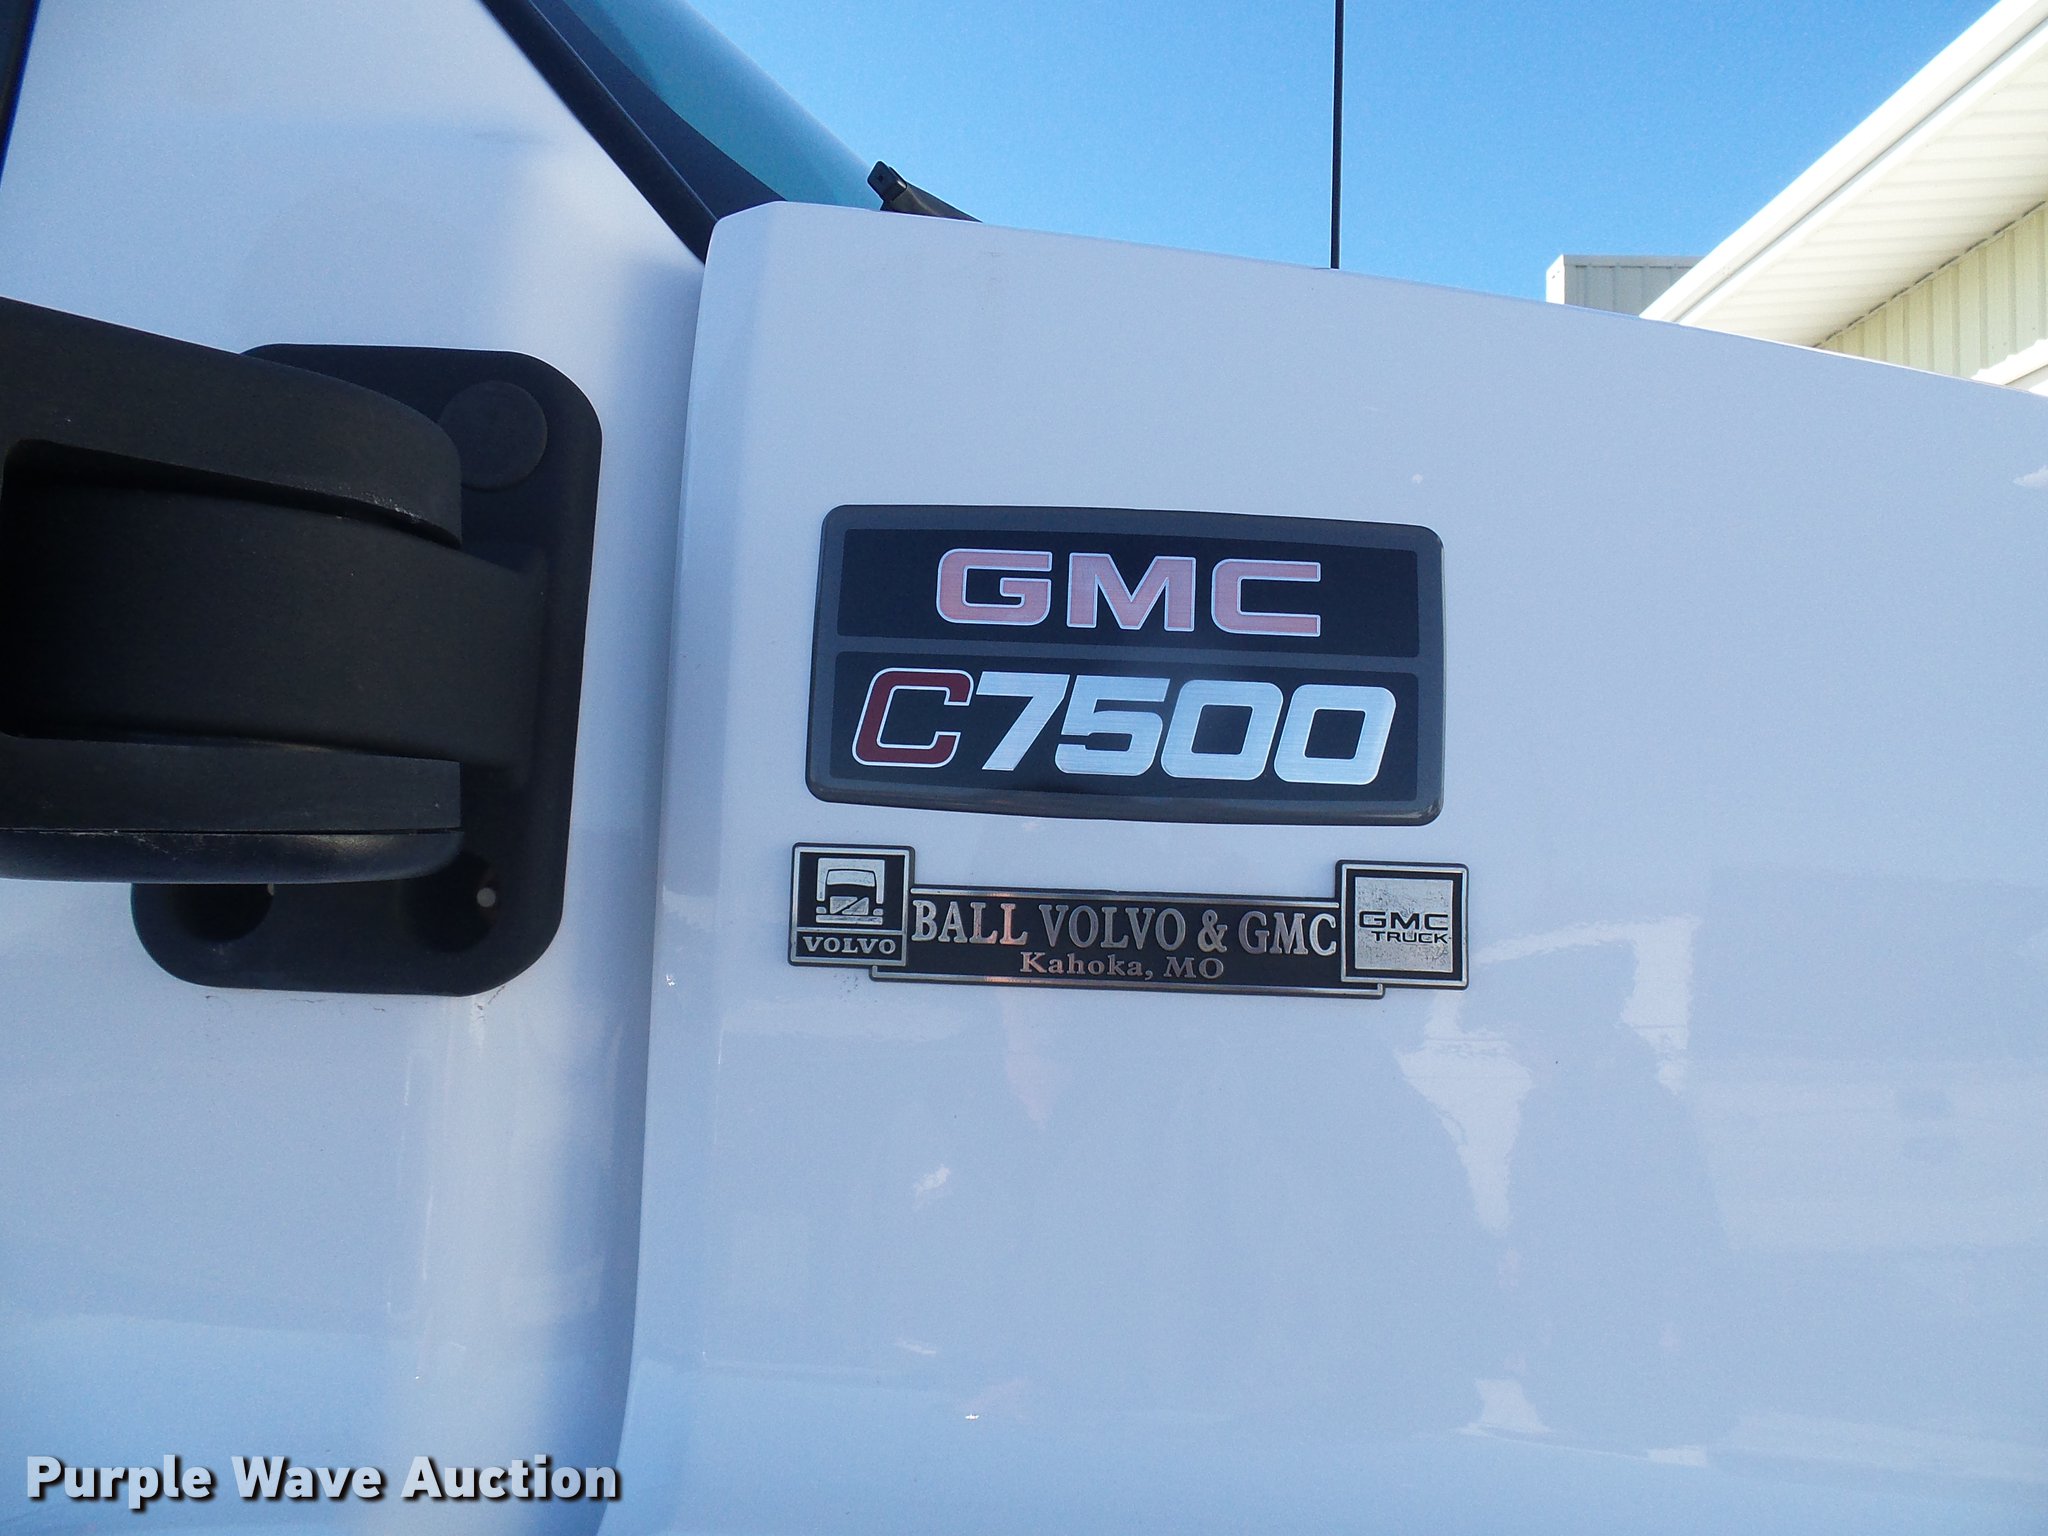 GMC
C7500
VOLVO
BALL VOLVO & GMC
Kahoka, MO
GMC
TRUCK
Purple Wave Auction